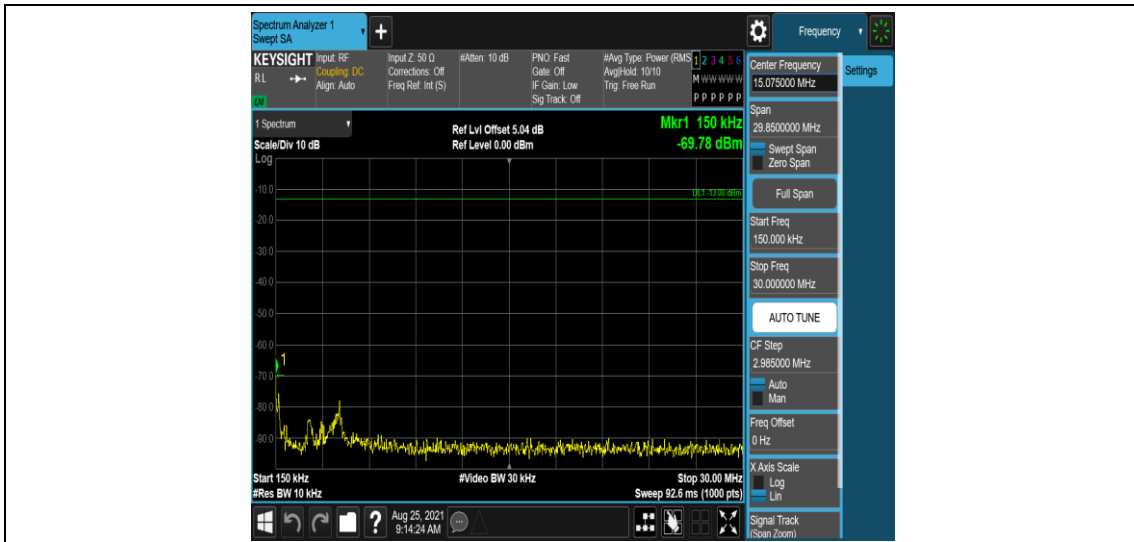 Spectrum Analyzer 1
Swept SA
+
Frequency
KEYSIGHT
RL
LXI
Input: RF
Coupling: DC
Align: Auto
Input Z: 50 Ω
Corrections: Off
Freq Ref: Int (S)
#Atten: 10 dB
PNO: Fast
Gate: Off
IF Gain: Low
Sig Track: Off
#Avg Type: Power (RMS
Avg|Hold: 10/10
Trig: Free Run
1 2 3 4 5 6
M W W W W W
P P P P P P
Center Frequency
15.075000 MHz
Settings
Span
29.8500000 MHz
Swept Span
Zero Span
Full Span
Start Freq
150.000 kHz
Stop Freq
30.000000 MHz
AUTO TUNE
CF Step
2.985000 MHz
Auto
Man
Freq Offset
0 Hz
X Axis Scale
Log
Lin
Signal Track
(Span Zoom)
1 Spectrum
Scale/Div 10 dB
Ref Lvl Offset 5.04 dB
Ref Level 0.00 dBm
Mkr1 150 kHz
-69.78 dBm
Log
DL1 -13.00 dBm
-10.0
-20.0
-30.0
-40.0
-50.0
-60.0
1
-70.0
-80.0
-90.0
Start 150 kHz
#Res BW 10 kHz
#Video BW 30 kHz
Stop 30.00 MHz
Sweep 92.6 ms (1000 pts)
?
Aug 25, 2021
9:14:24 AM